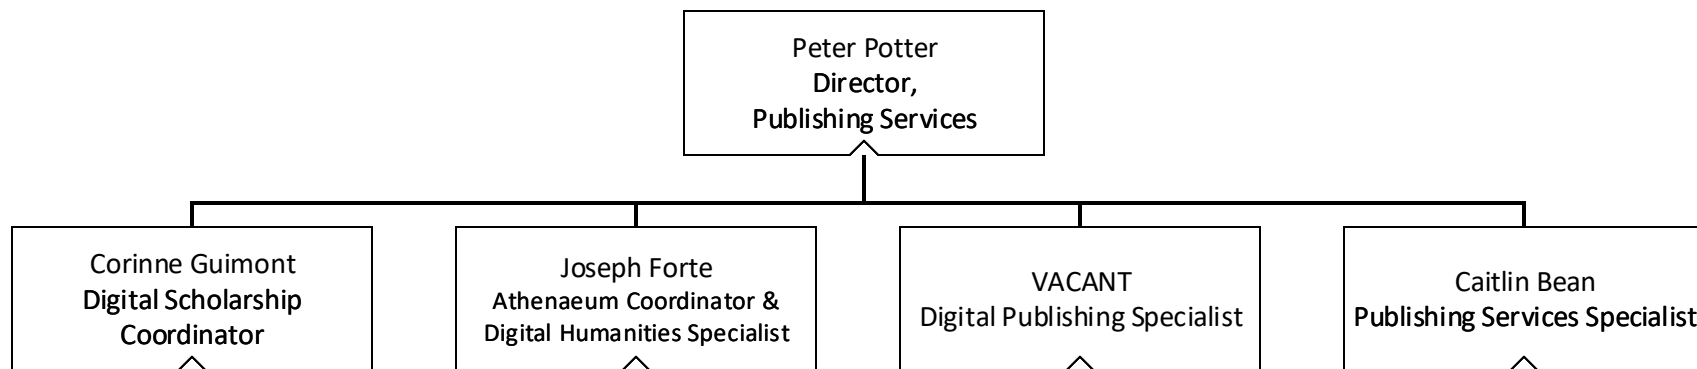 Peter Potter
Director,
Publishing Services
Corinne Guimont
Digital Scholarship
Coordinator
Joseph Forte
Athenaeum Coordinator &
Digital Humanities Specialist
VACANT
Digital Publishing Specialist
Caitlin Bean
Publishing Services Specialist